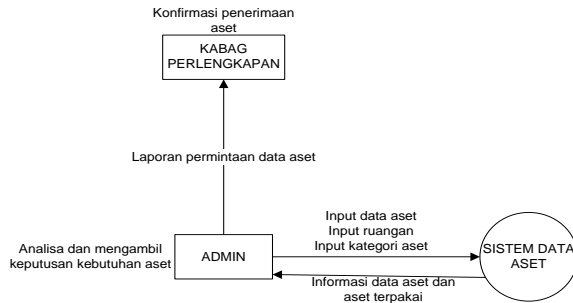 Konfirmasi penerimaan
aset
KABAG
PERLENGKAPAN
Laporan permintaan data aset
Analisa dan mengambil
keputusan kebutuhan aset
ADMIN
Input data aset
Input ruangan
Input kategori aset
SISTEM DATA
ASET
Informasi data aset dan
aset terpakai